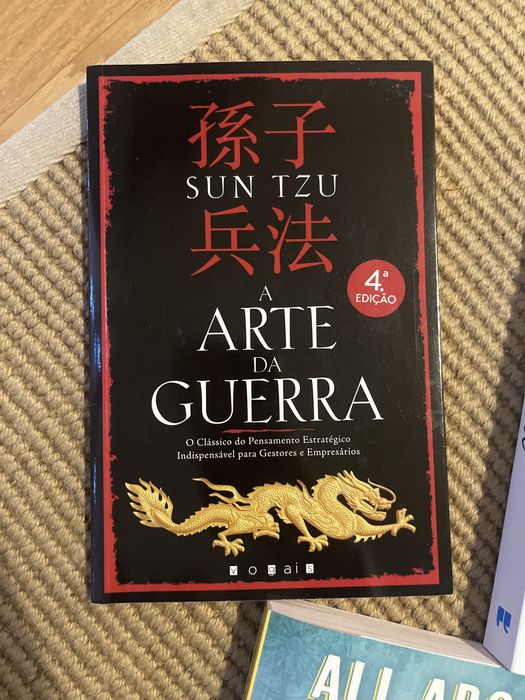 孫子
SUN TZU
兵法
4.ª
EDIÇÃO
A
ARTE
DA
GUERRA
O Clássico do Pensamento Estratégico
Indispensável para Gestores e Empresários
vogais
ALL